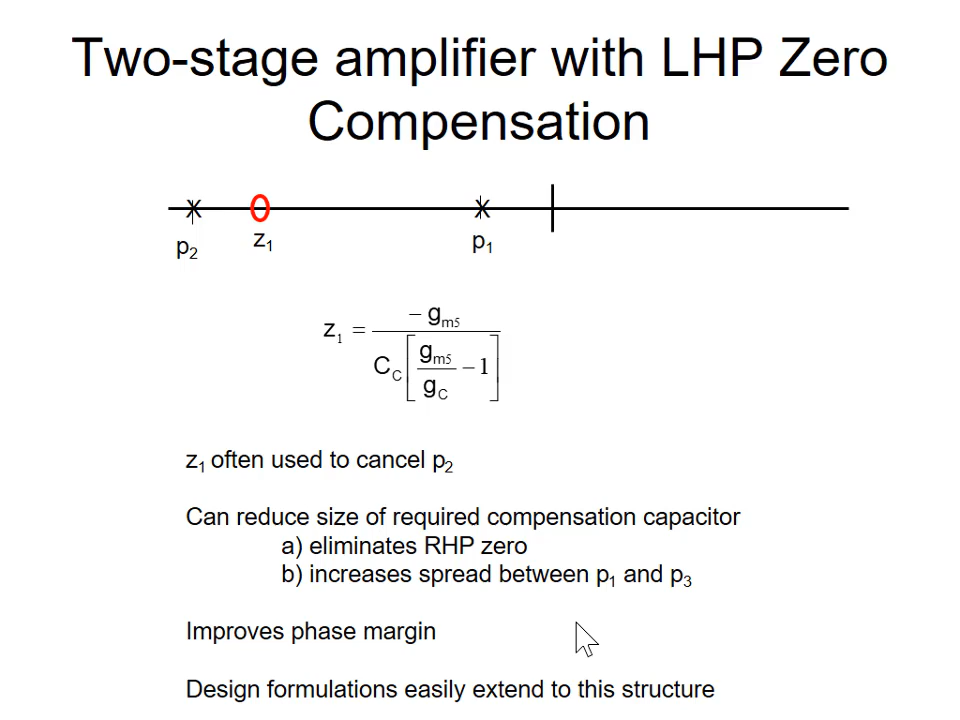 Two-stage amplifier with LHP Zero
Compensation
p₂ z₁ p₁
z₁ = − gₘ₅ / C_C [ gₘ₅ / g_C − 1 ]
z₁ often used to cancel p₂
Can reduce size of required compensation capacitor
a) eliminates RHP zero
b) increases spread between p₁ and p₃
Improves phase margin
Design formulations easily extend to this structure